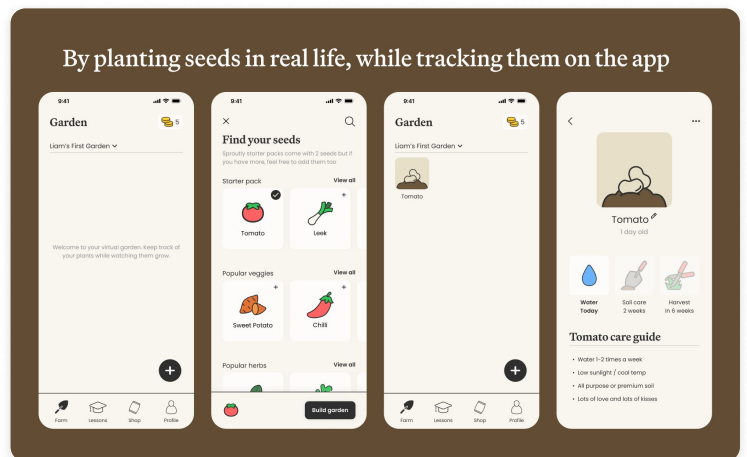 By planting seeds in real life, while tracking them on the app
9:41
Garden
5
Liam's First Garden
Welcome to your virtual garden. Keep track of
your plants while watching them grow.
Farm
Lessons
Shop
Profile
9:41
Find your seeds
Sproutly starter packs come with 2 seeds but if
you have more, feel free to add them too
Starter pack
View all
Tomato
Leek
Popular veggies
View all
Sweet Potato
Chilli
Popular herbs
View all
Build garden
9:41
Garden
5
Liam's First Garden
Tomato
Farm
Lessons
Shop
Profile
Tomato
1 day old
Water
Today
Soil care
2 weeks
Harvest
In 6 weeks
Tomato care guide
• Water 1-2 times a week
• Low sunlight / cool temp
• All purpose or premium soil
• Lots of love and lots of kisses